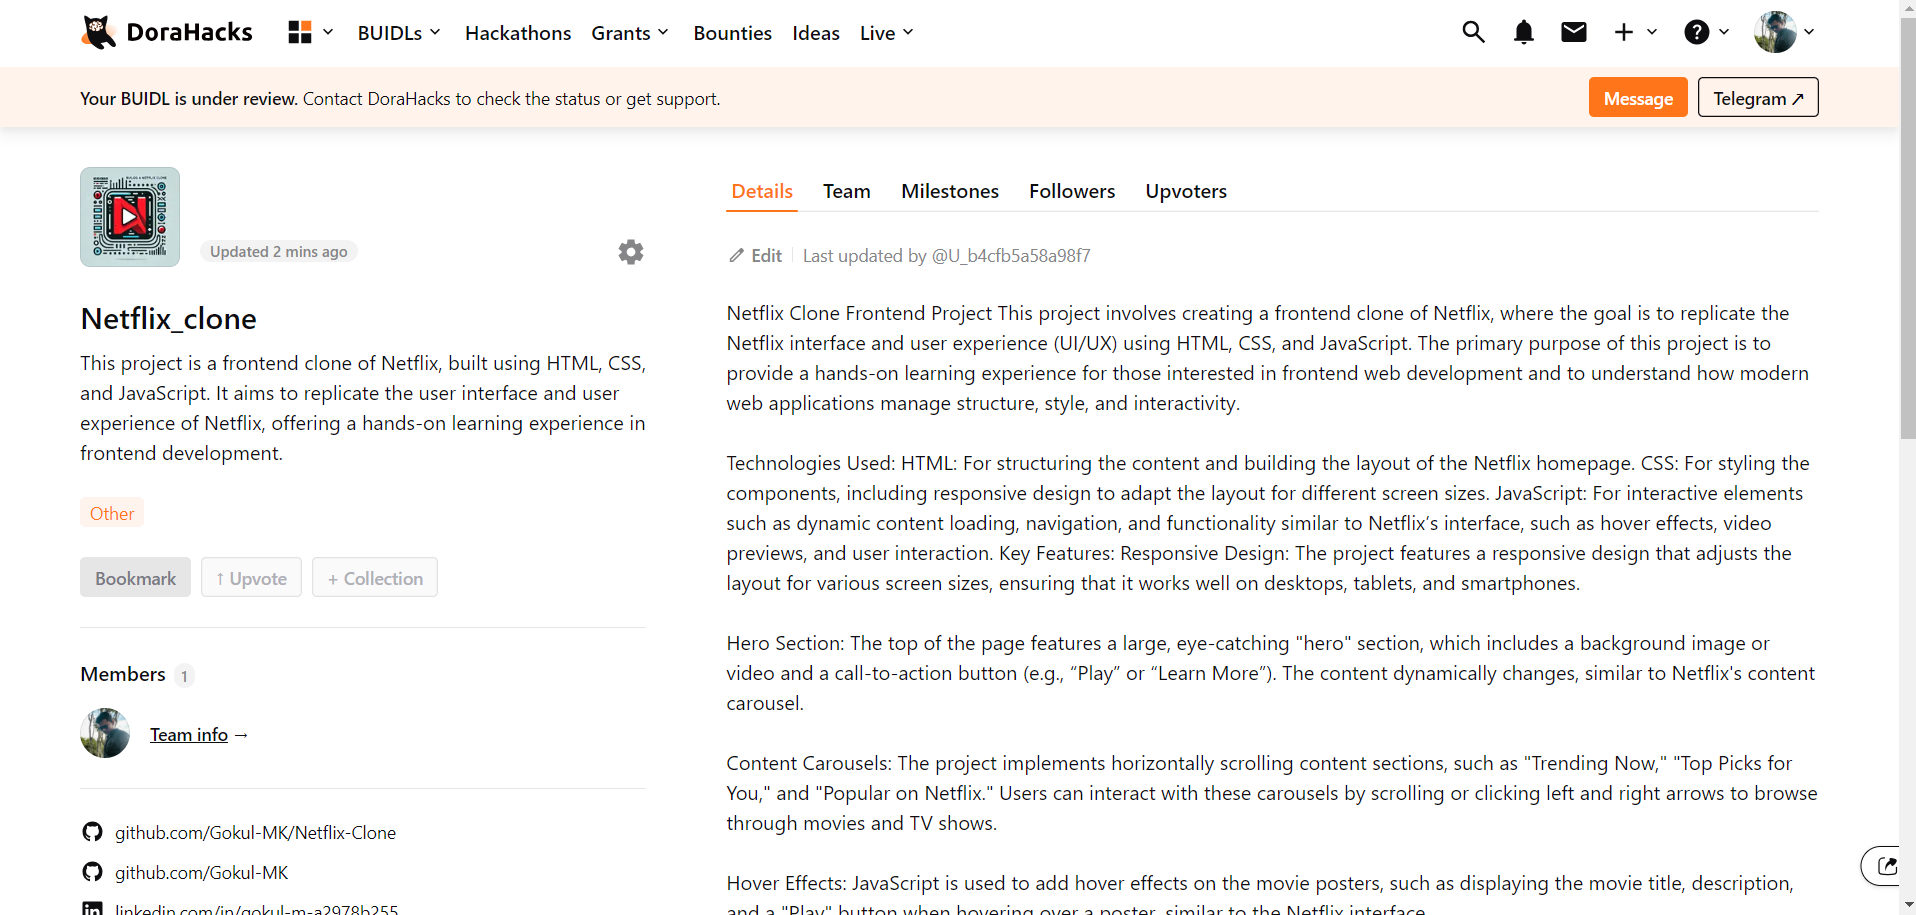 DoraHacks
BUIDLs
Hackathons
Grants
Bounties
Ideas
Live
Your BUIDL is under review. Contact DoraHacks to check the status or get support.
Message
Telegram ↗
Updated 2 mins ago
Netflix_clone
This project is a frontend clone of Netflix, built using HTML, CSS,
and JavaScript. It aims to replicate the user interface and user
experience of Netflix, offering a hands-on learning experience in
frontend development.
Other
Bookmark
↑ Upvote
+ Collection
Members 1
Team info →
github.com/Gokul-MK/Netflix-Clone
github.com/Gokul-MK
linkedin.com/in/gokul-m-a2978b255
Details
Team
Milestones
Followers
Upvoters
Edit
Last updated by @U_b4cfb5a58a98f7
Netflix Clone Frontend Project This project involves creating a frontend clone of Netflix, where the goal is to replicate the
Netflix interface and user experience (UI/UX) using HTML, CSS, and JavaScript. The primary purpose of this project is to
provide a hands-on learning experience for those interested in frontend web development and to understand how modern
web applications manage structure, style, and interactivity.
Technologies Used: HTML: For structuring the content and building the layout of the Netflix homepage. CSS: For styling the
components, including responsive design to adapt the layout for different screen sizes. JavaScript: For interactive elements
such as dynamic content loading, navigation, and functionality similar to Netflix’s interface, such as hover effects, video
previews, and user interaction. Key Features: Responsive Design: The project features a responsive design that adjusts the
layout for various screen sizes, ensuring that it works well on desktops, tablets, and smartphones.
Hero Section: The top of the page features a large, eye-catching "hero" section, which includes a background image or
video and a call-to-action button (e.g., “Play” or “Learn More”). The content dynamically changes, similar to Netflix's content
carousel.
Content Carousels: The project implements horizontally scrolling content sections, such as "Trending Now," "Top Picks for
You," and "Popular on Netflix." Users can interact with these carousels by scrolling or clicking left and right arrows to browse
through movies and TV shows.
Hover Effects: JavaScript is used to add hover effects on the movie posters, such as displaying the movie title, description,
and a "Play" button when hovering over a poster, similar to the Netflix interface.